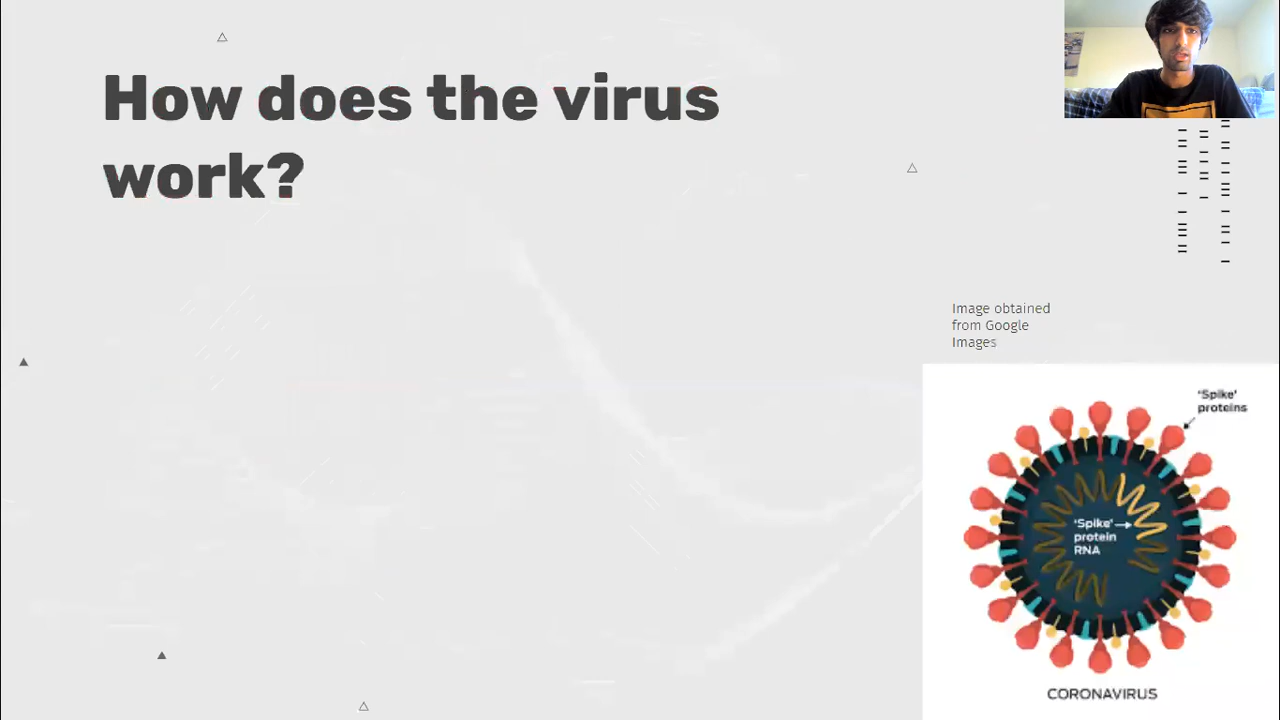 How does the virus
work?
Image obtained
from Google
Images
'Spike'
proteins
'Spike'
protein
RNA
CORONAVIRUS